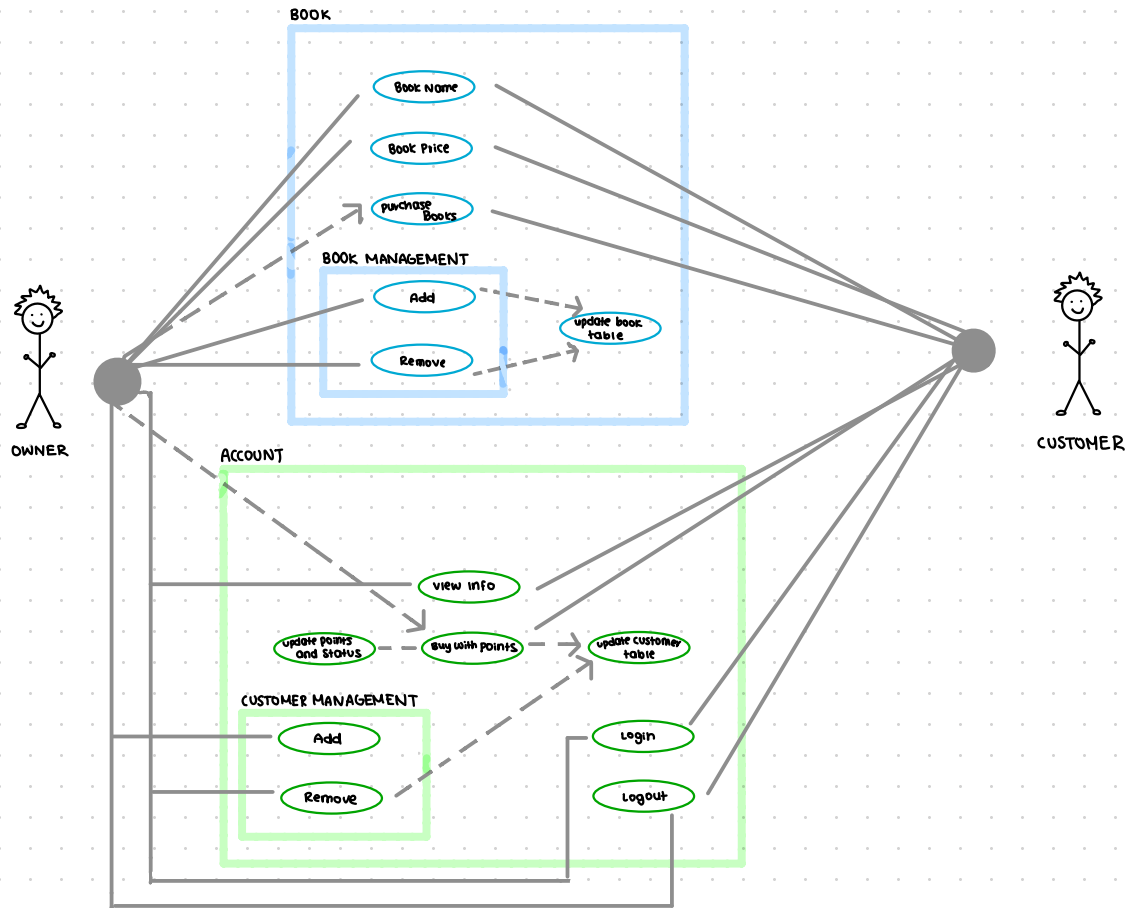 BOOK
Book Name
Book Price
purchase
Books
BOOK MANAGEMENT
Add
update book
table
Remove
OWNER
CUSTOMER
ACCOUNT
view info
update points
and status
Buy with points
update customer
table
CUSTOMER MANAGEMENT
Add
Login
Remove
Logout